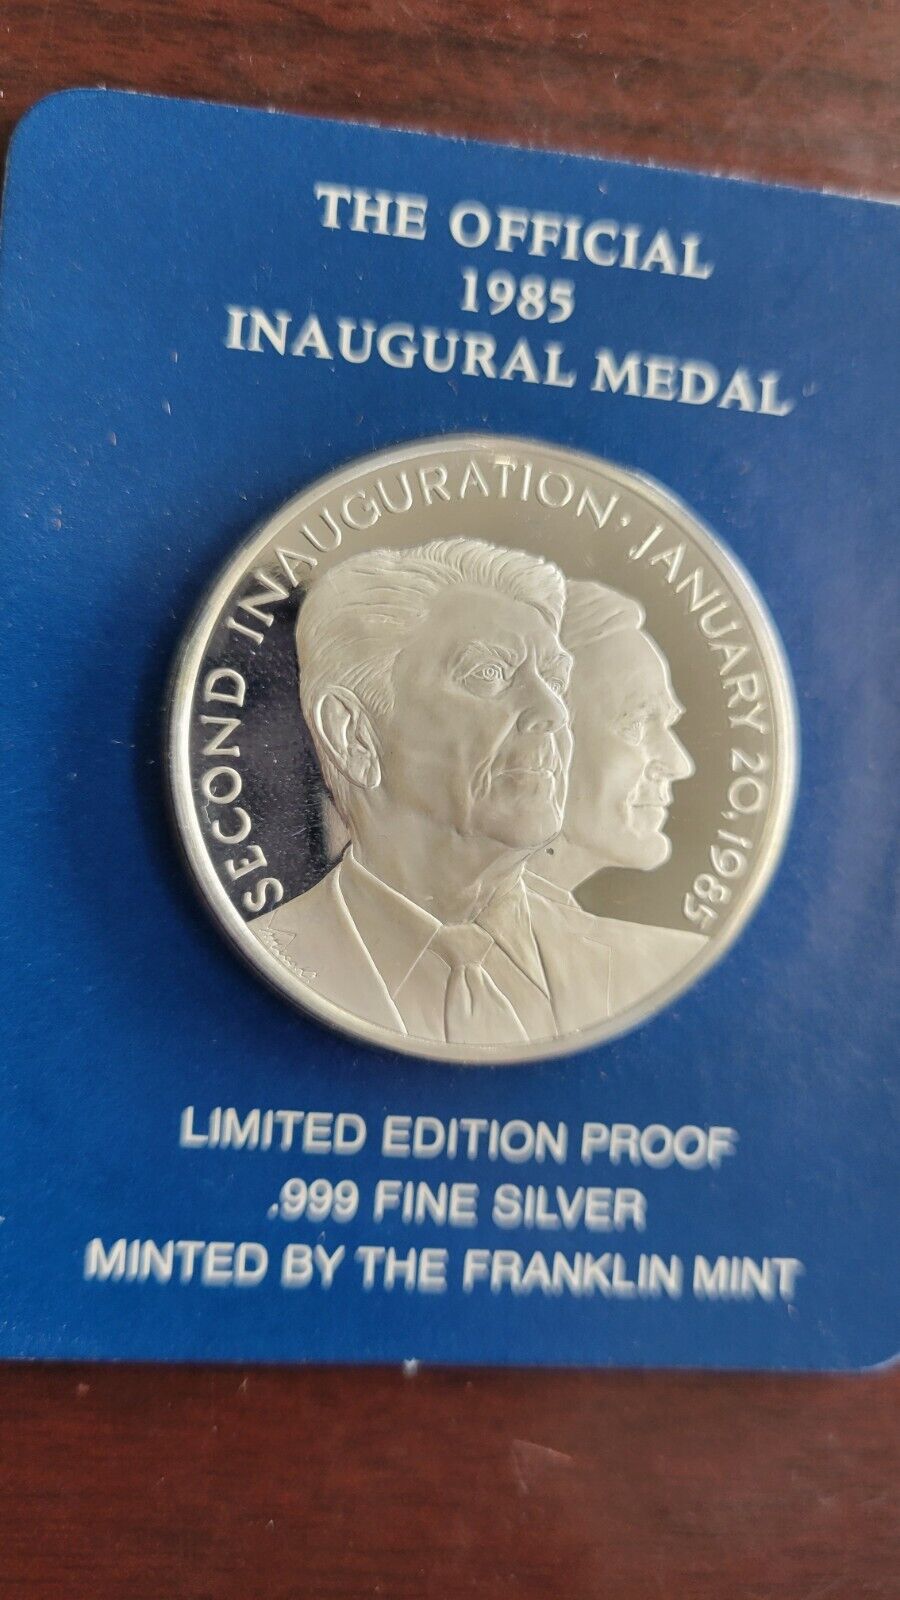 THE OFFICIAL
1985
INAUGURAL MEDAL
SECOND INAUGURATION · JANUARY 20, 1985
LIMITED EDITION PROOF
.999 FINE SILVER
MINTED BY THE FRANKLIN MINT